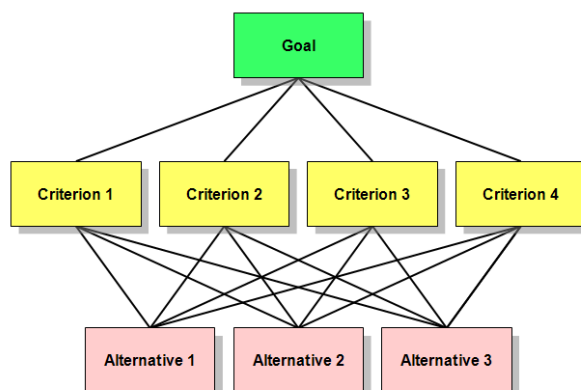 Goal
Criterion 1
Criterion 2
Criterion 3
Criterion 4
Alternative 1
Alternative 2
Alternative 3